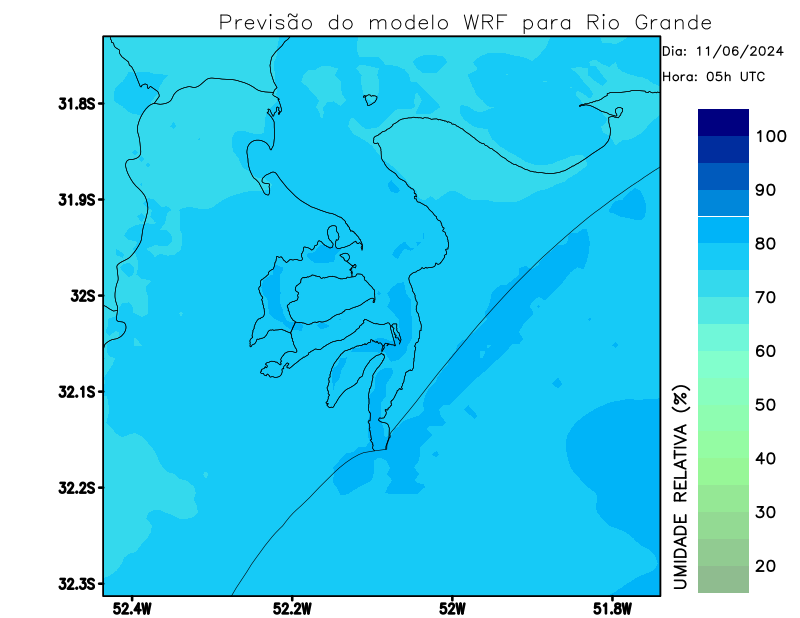 Previsão do modelo WRF para Rio Grande
Dia: 11/06/2024
Hora: 05h UTC
31.8S
31.9S
32S
32.1S
32.2S
32.3S
52.4W
52.2W
52W
51.8W
100
90
80
70
60
50
40
30
20
UMIDADE RELATIVA (%)